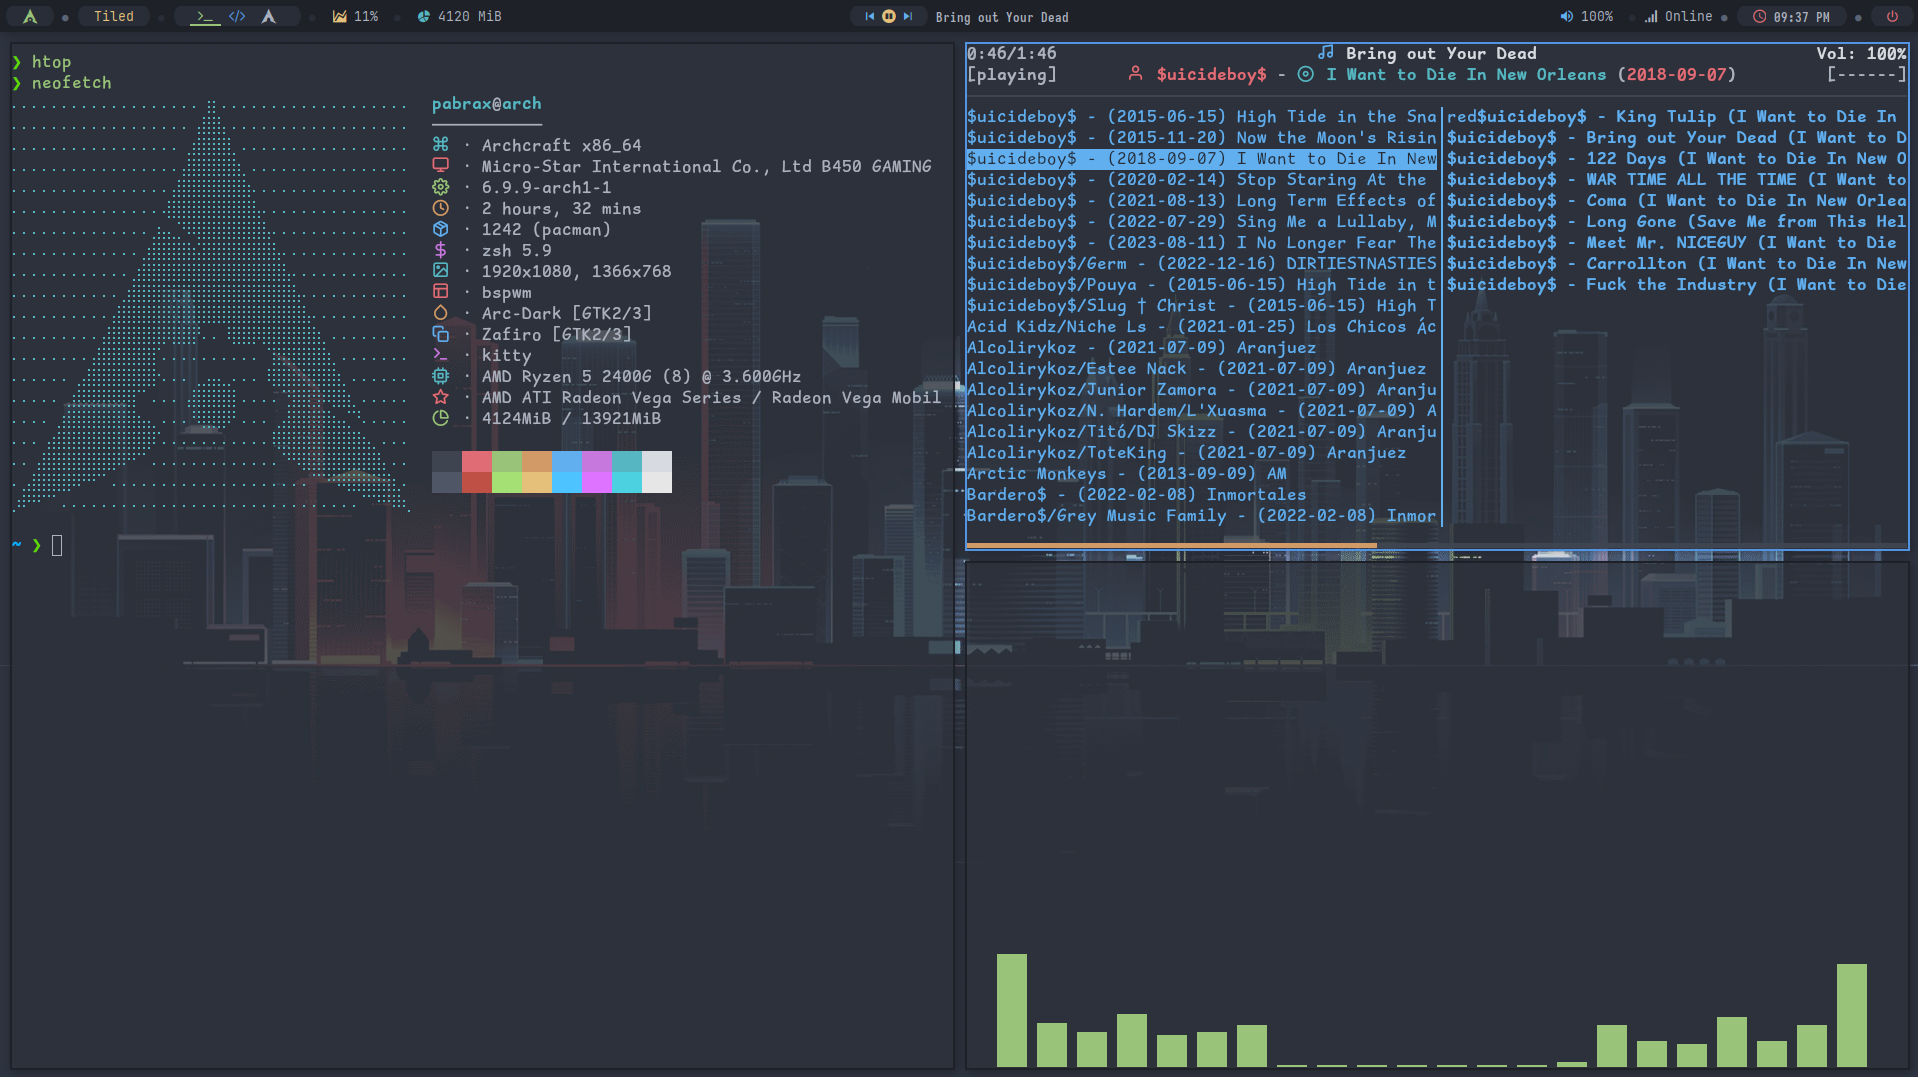 Tiled
11%
4120 MiB
Bring out Your Dead
100%
Online
09:37 PM
❯ htop
❯ neofetch
pabrax@arch
· Archcraft x86_64
· Micro-Star International Co., Ltd B450 GAMING
· 6.9.9-arch1-1
· 2 hours, 32 mins
· 1242 (pacman)
· zsh 5.9
· 1920x1080, 1366x768
· bspwm
· Arc-Dark [GTK2/3]
· Zafiro [GTK2/3]
· kitty
· AMD Ryzen 5 2400G (8) @ 3.600GHz
· AMD ATI Radeon Vega Series / Radeon Vega Mobil
· 4124MiB / 13921MiB
~ ❯
0:46/1:46
Bring out Your Dead
Vol: 100%
[playing]
$uicideboy$ - I Want to Die In New Orleans (2018-09-07)
[------]
$uicideboy$ - (2015-06-15) High Tide in the Sna
$uicideboy$ - (2015-11-20) Now the Moon's Risin
$uicideboy$ - (2018-09-07) I Want to Die In New
$uicideboy$ - (2020-02-14) Stop Staring At the
$uicideboy$ - (2021-08-13) Long Term Effects of
$uicideboy$ - (2022-07-29) Sing Me a Lullaby, M
$uicideboy$ - (2023-08-11) I No Longer Fear The
$uicideboy$/Germ - (2022-12-16) DIRTIESTNASTIES
$uicideboy$/Pouya - (2015-06-15) High Tide in t
$uicideboy$/Slug † Christ - (2015-06-15) High T
Acid Kidz/Niche Ls - (2021-01-25) Los Chicos Ác
Alcolirykoz - (2021-07-09) Aranjuez
Alcolirykoz/Estee Nack - (2021-07-09) Aranjuez
Alcolirykoz/Junior Zamora - (2021-07-09) Aranju
Alcolirykoz/N. Hardem/L'Xuasma - (2021-07-09) A
Alcolirykoz/Titó/DJ Skizz - (2021-07-09) Aranju
Alcolirykoz/ToteKing - (2021-07-09) Aranjuez
Arctic Monkeys - (2013-09-09) AM
Bardero$ - (2022-02-08) Inmortales
Bardero$/Grey Music Family - (2022-02-08) Inmor
red$uicideboy$ - King Tulip (I Want to Die In
$uicideboy$ - Bring out Your Dead (I Want to D
$uicideboy$ - 122 Days (I Want to Die In New O
$uicideboy$ - WAR TIME ALL THE TIME (I Want to
$uicideboy$ - Coma (I Want to Die In New Orlea
$uicideboy$ - Long Gone (Save Me from This Hel
$uicideboy$ - Meet Mr. NICEGUY (I Want to Die
$uicideboy$ - Carrollton (I Want to Die In New
$uicideboy$ - Fuck the Industry (I Want to Die